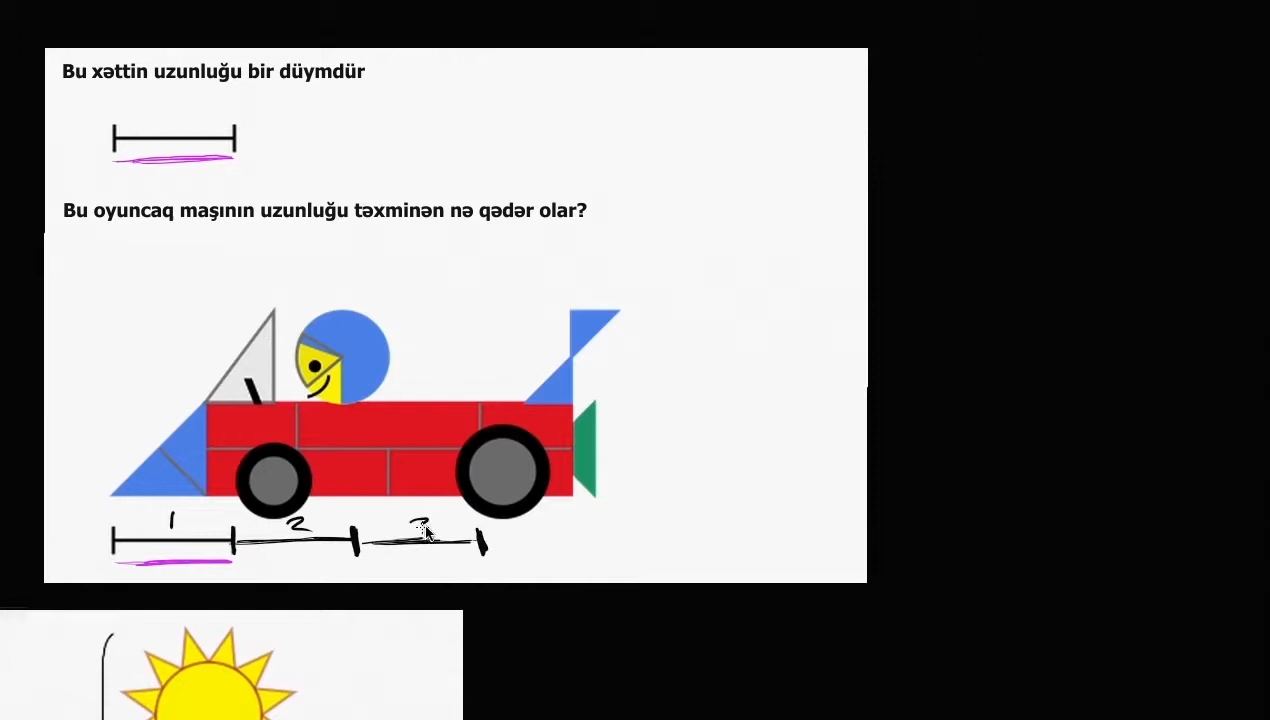 Bu xəttin uzunluğu bir düymdür
Bu oyuncaq maşının uzunluğu təxminən nə qədər olar?
1 2 3